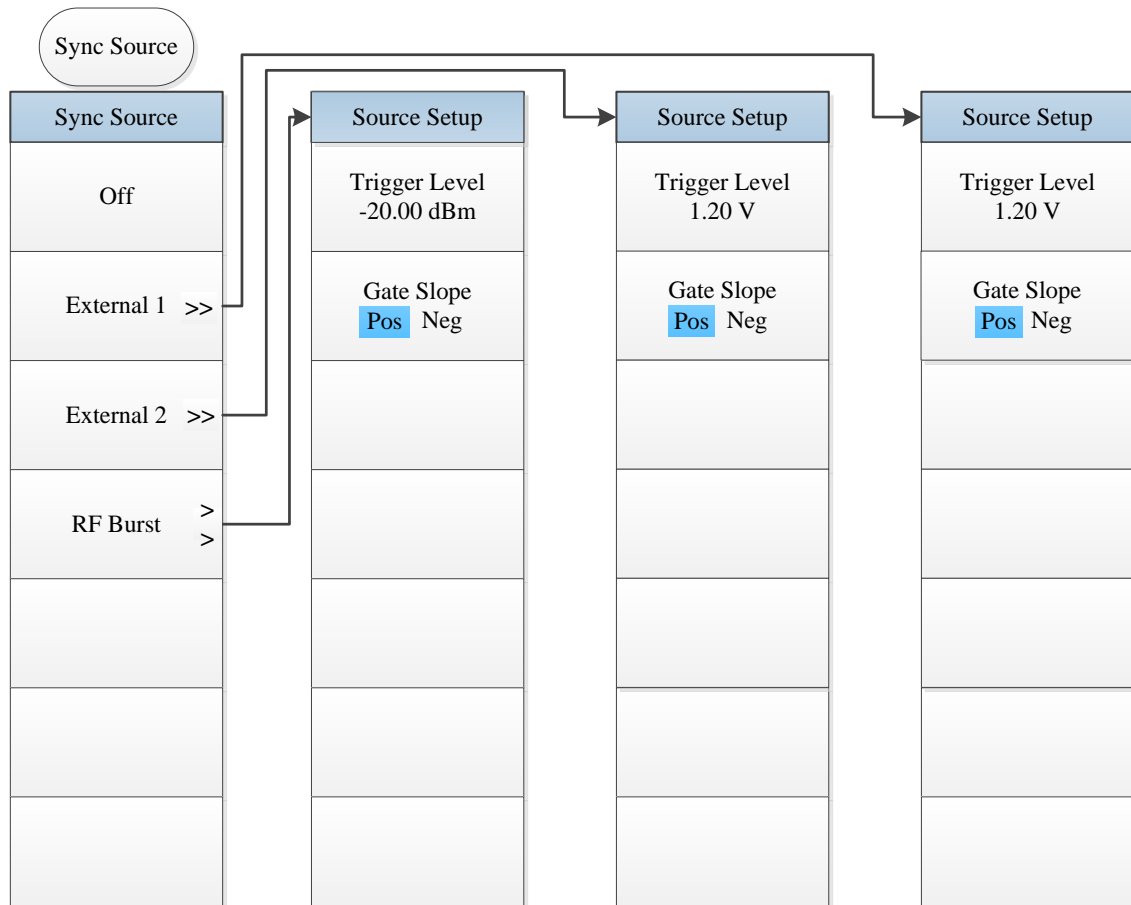 Sync Source
Sync Source
Off
External 1 >>
External 2 >>
RF Burst >
>
Source Setup
Trigger Level
-20.00 dBm
Gate Slope
Pos Neg
Source Setup
Trigger Level
1.20 V
Gate Slope
Pos Neg
Source Setup
Trigger Level
1.20 V
Gate Slope
Pos Neg